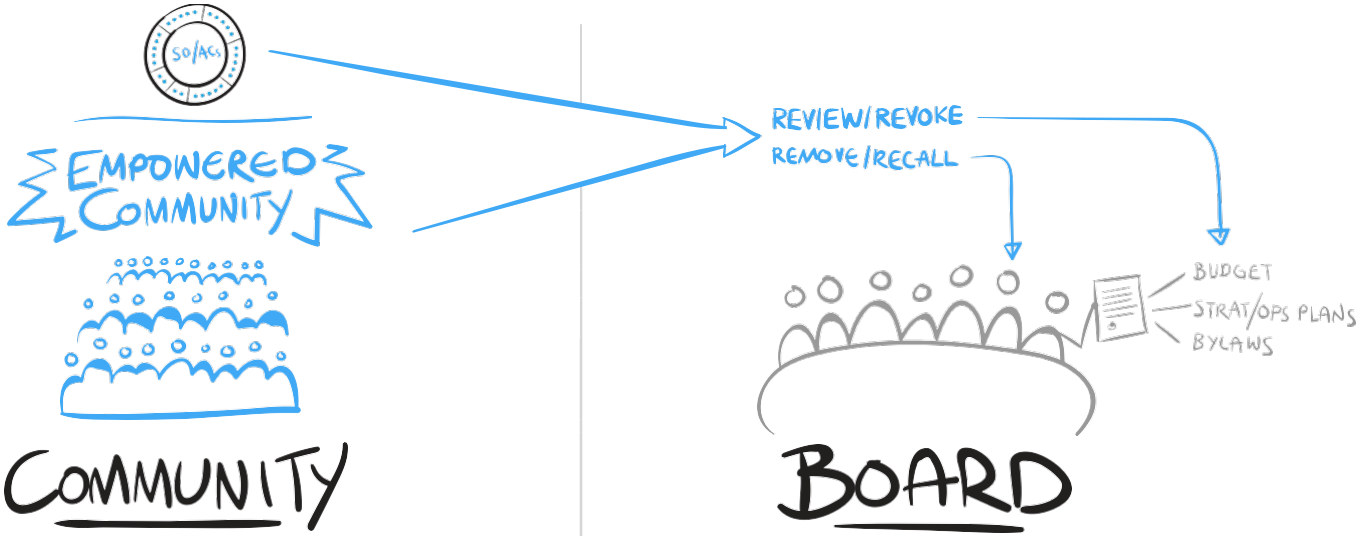 SO/ACs
EMPOWERED
COMMUNITY
COMMUNITY
REVIEW/REVOKE
REMOVE/RECALL
BUDGET
STRAT/OPS PLANS
BYLAWS
BOARD